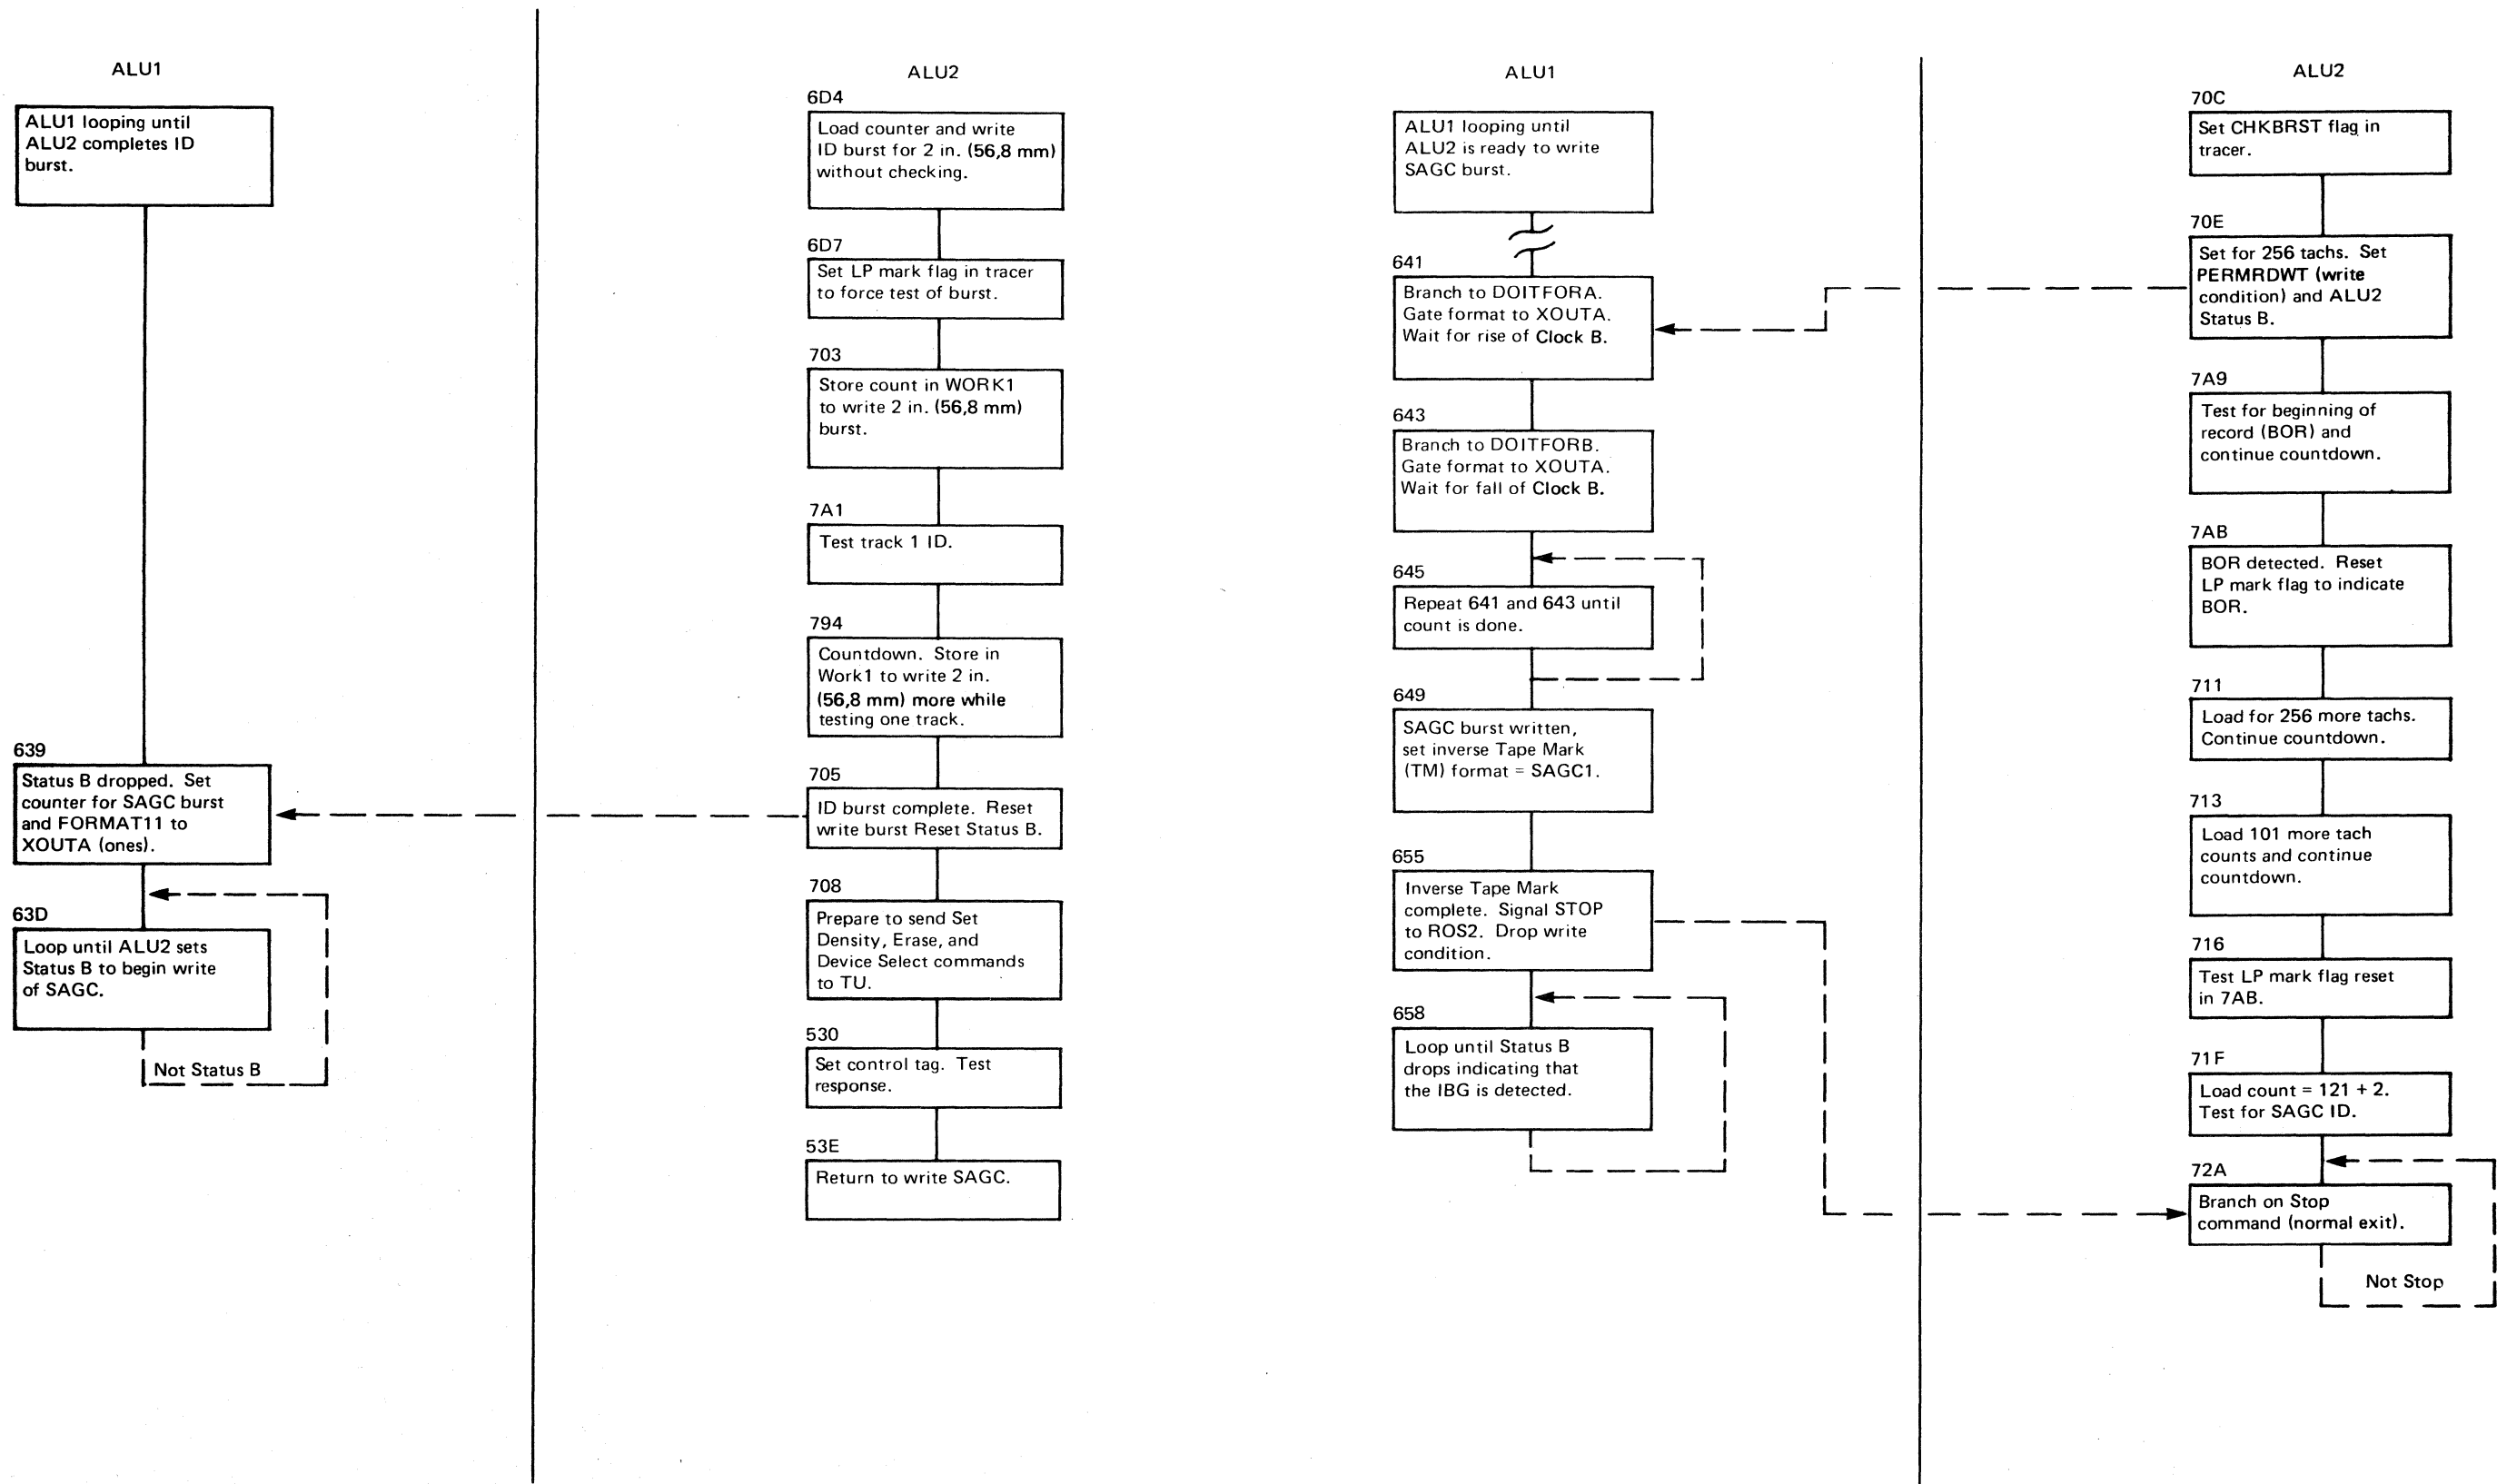 ALU1
ALU1 looping until
ALU2 completes ID
burst.
639
Status B dropped. Set
counter for SAGC burst
and FORMAT11 to
XOUTA (ones).
63D
Loop until ALU2 sets
Status B to begin write
of SAGC.
Not Status B
ALU2
6D4
Load counter and write
ID burst for 2 in. (56,8 mm)
without checking.
6D7
Set LP mark flag in tracer
to force test of burst.
703
Store count in WORK1
to write 2 in. (56,8 mm)
burst.
7A1
Test track 1 ID.
794
Countdown. Store in
Work1 to write 2 in.
(56,8 mm) more while
testing one track.
705
ID burst complete. Reset
write burst Reset Status B.
708
Prepare to send Set
Density, Erase, and
Device Select commands
to TU.
530
Set control tag. Test
response.
53E
Return to write SAGC.
ALU1
ALU1 looping until
ALU2 is ready to write
SAGC burst.
641
Branch to DOITFORA.
Gate format to XOUTA.
Wait for rise of Clock B.
643
Branch to DOITFORB.
Gate format to XOUTA.
Wait for fall of Clock B.
645
Repeat 641 and 643 until
count is done.
649
SAGC burst written,
set inverse Tape Mark
(TM) format = SAGC1.
655
Inverse Tape Mark
complete. Signal STOP
to ROS2. Drop write
condition.
658
Loop until Status B
drops indicating that
the IBG is detected.
ALU2
70C
Set CHKBRST flag in
tracer.
70E
Set for 256 tachs. Set
PERMRDWT (write
condition) and ALU2
Status B.
7A9
Test for beginning of
record (BOR) and
continue countdown.
7AB
BOR detected. Reset
LP mark flag to indicate
BOR.
711
Load for 256 more tachs.
Continue countdown.
713
Load 101 more tach
counts and continue
countdown.
716
Test LP mark flag reset
in 7AB.
71F
Load count = 121 + 2.
Test for SAGC ID.
72A
Branch on Stop
command (normal exit).
Not Stop